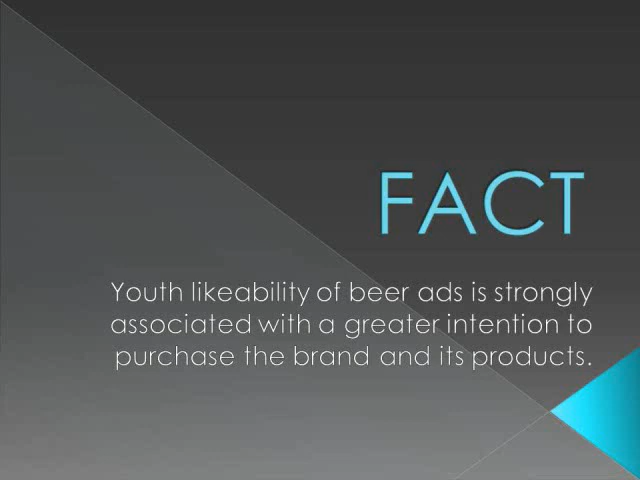 FACT
Youth likeability of beer ads is strongly
associated with a greater intention to
purchase the brand and its products.